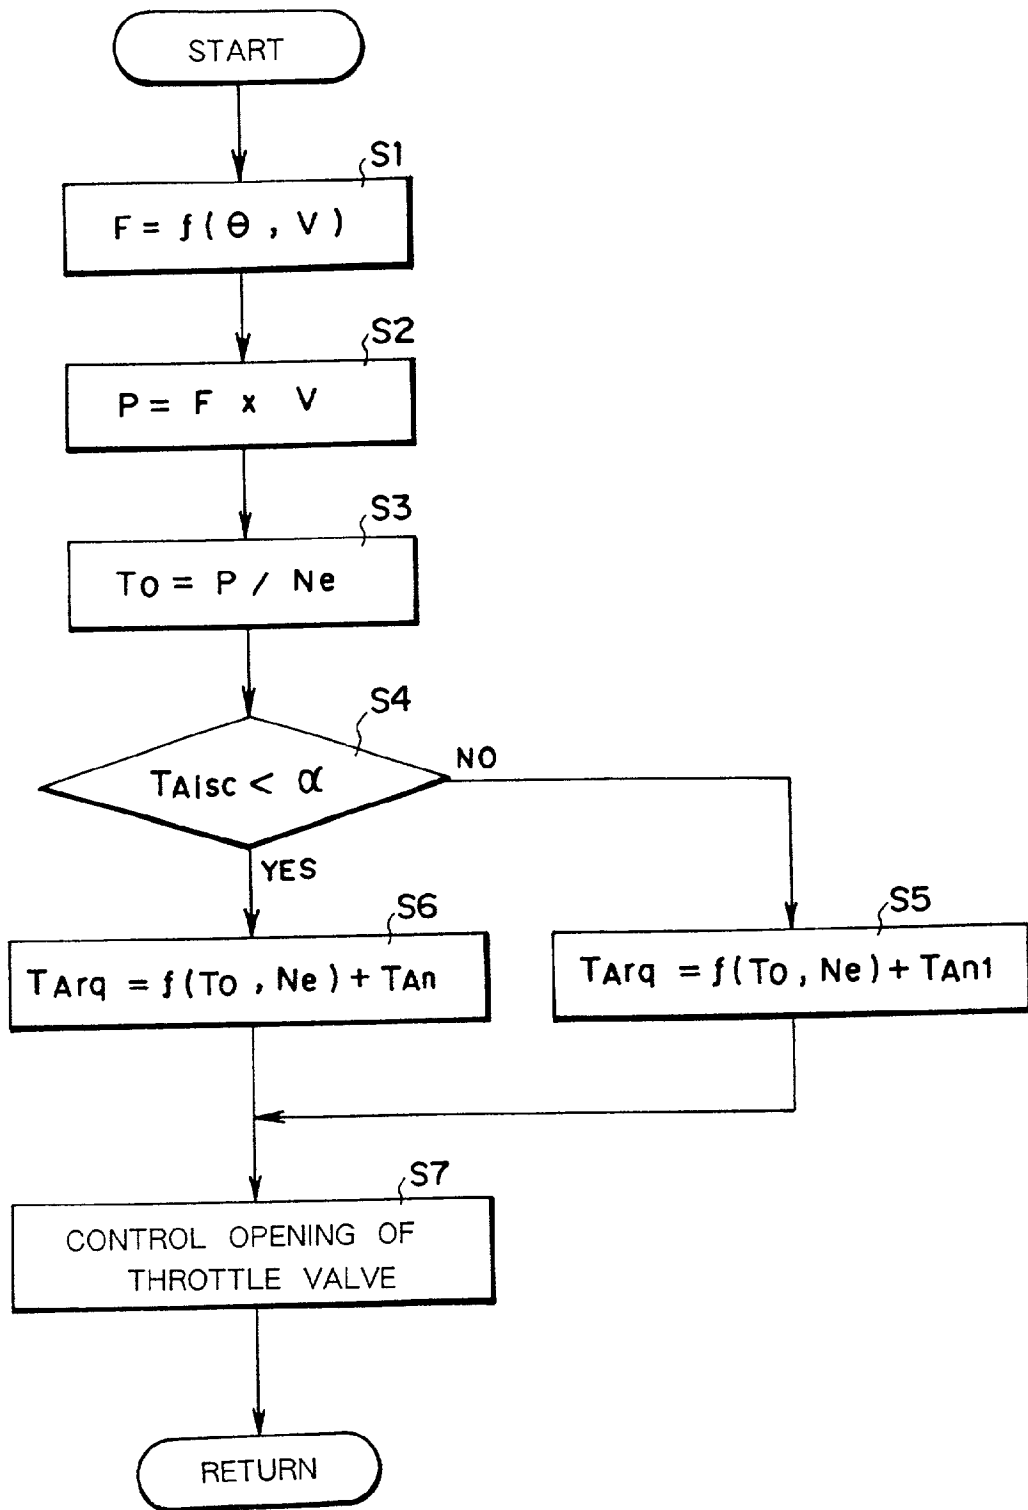 START
S1
F = f(θ, V)
S2
P = F x V
S3
To = P / Ne
S4
TAisc < α
NO
YES
S6
TArq = f(To, Ne) + TAn
S5
TArq = f(To, Ne) + TAn1
S7
CONTROL OPENING OF
THROTTLE VALVE
RETURN